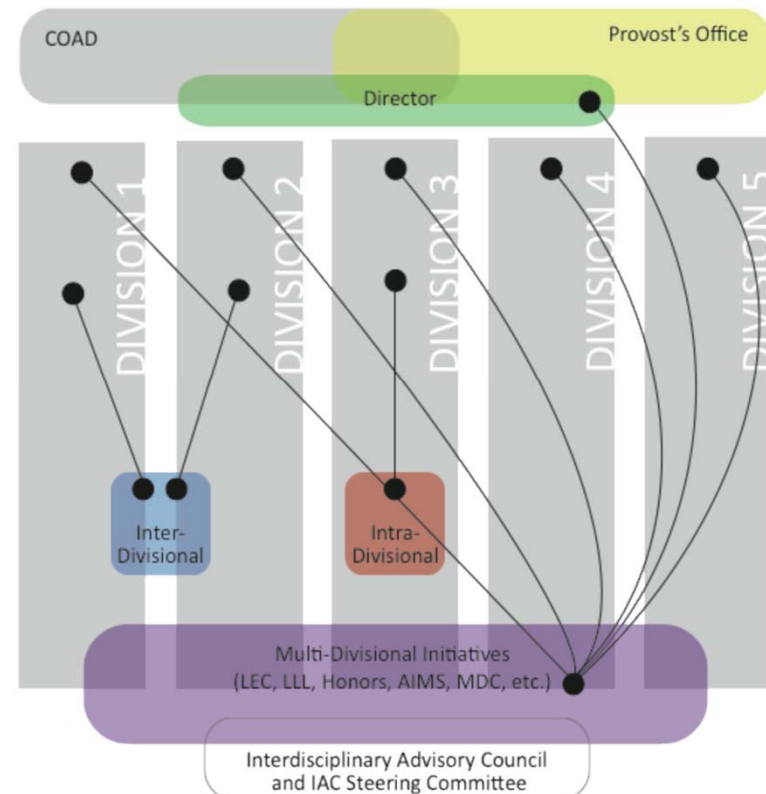 COAD
Provost's Office
Director
DIVISION 1
DIVISION 2
DIVISION 3
DIVISION 4
DIVISION 5
Inter-
Divisional
Intra-
Divisional
Multi-Divisional Initiatives
(LEC, LLL, Honors, AIMS, MDC, etc.)
Interdisciplinary Advisory Council
and IAC Steering Committee